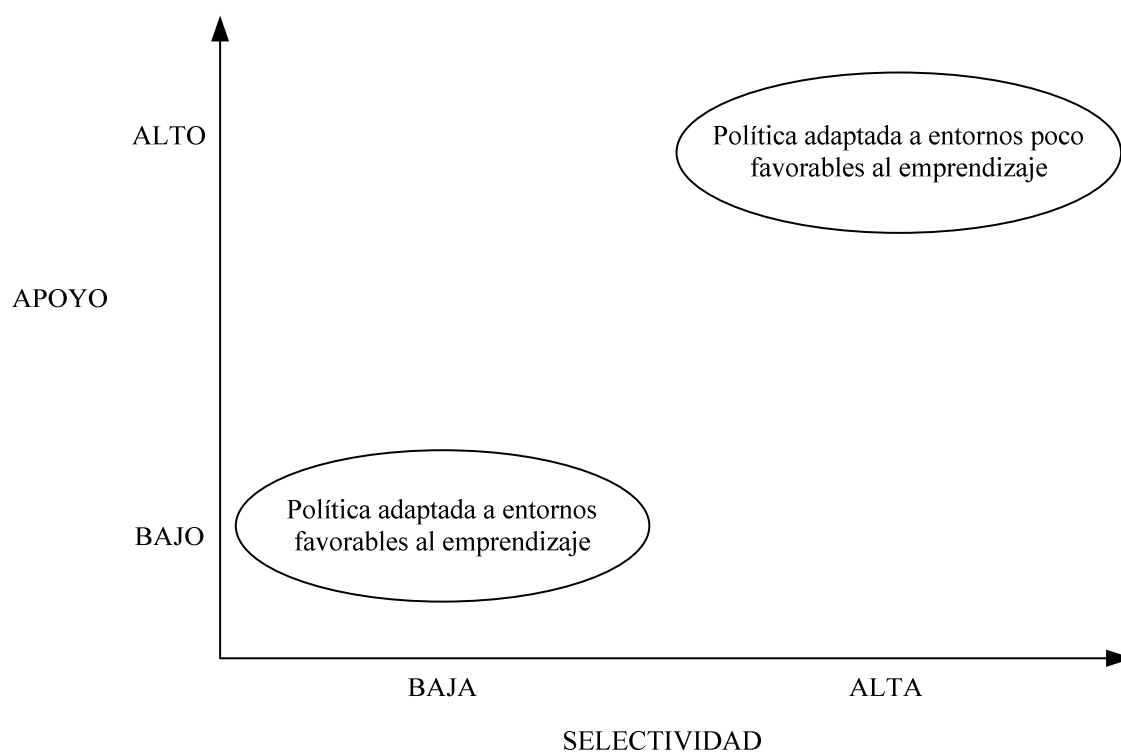 ALTO
Política adaptada a entornos poco
favorables al emprendizaje
APOYO
Política adaptada a entornos
favorables al emprendizaje
BAJO
BAJA
ALTA
SELECTIVIDAD